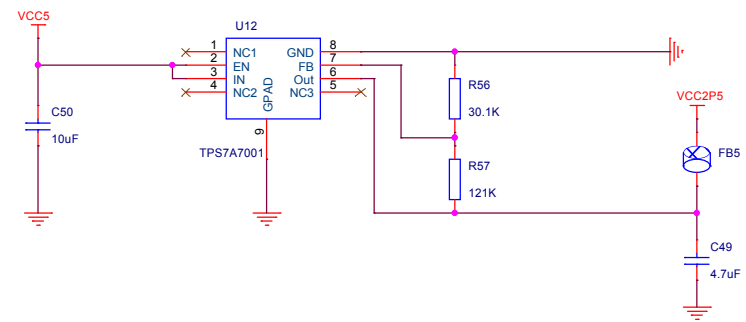 VCC5
U12
1
NC1
GND
8
2
EN
FB
7
3
IN
Out
6
4
NC2
NC3
5
GPAD
9
TPS7A7001
C50
10uF
R56
30.1K
R57
121K
VCC2P5
FB5
C49
4.7uF